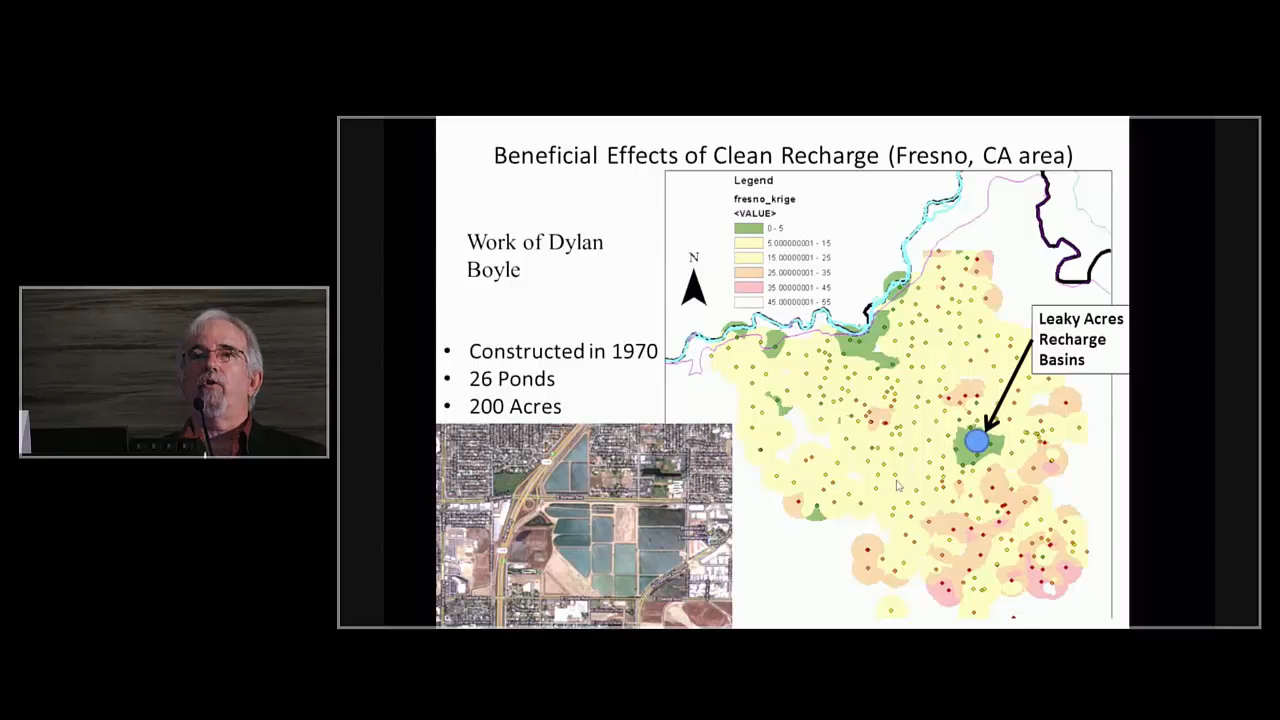 Beneficial Effects of Clean Recharge (Fresno, CA area)
Legend
fresno_krige
<VALUE>
0 - 5
5.000000001 - 15
15.00000001 - 25
25.00000001 - 35
35.00000001 - 45
45.00000001 - 55
N
Work of Dylan
Boyle
Leaky Acres
Recharge
Basins
• Constructed in 1970
• 26 Ponds
• 200 Acres